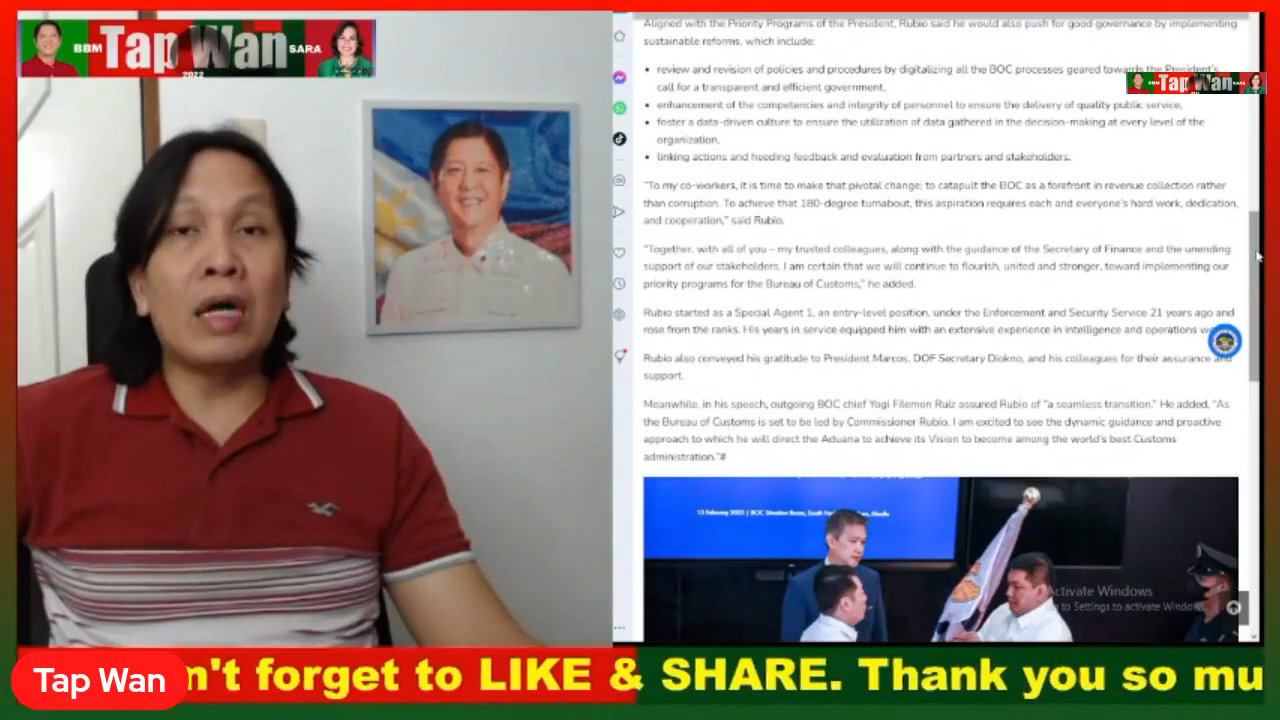 BBM Tap Wan SARA
2022
Aligned with the Priority Programs of the President, Rubio said he would also push for good governance by implementing
sustainable reforms, which include:
• review and revision of policies and procedures by digitalizing all the BOC processes geared towards the President's
call for a transparent and efficient government,
BBM Tap Wan SARA
• enhancement of the competencies and integrity of personnel to ensure the delivery of quality public service,
• foster a data-driven culture to ensure the utilization of data gathered in the decision-making at every level of the
organization,
• linking actions and heeding feedback and evaluation from partners and stakeholders.
"To my co-workers, it is time to make that pivotal change; to catapult the BOC as a forefront in revenue collection rather
than corruption. To achieve that 180-degree turnabout, this aspiration requires each and everyone's hard work, dedication,
and cooperation," said Rubio.
"Together, with all of you – my trusted colleagues, along with the guidance of the Secretary of Finance and the unending
support of our stakeholders, I am certain that we will continue to flourish, united and stronger, toward implementing our
priority programs for the Bureau of Customs," he added.
Rubio started as a Special Agent 1, an entry-level position, under the Enforcement and Security Service 21 years ago and
rose from the ranks. His years in service equipped him with an extensive experience in intelligence and operations
Rubio also conveyed his gratitude to President Marcos, DOF Secretary Diokno, and his colleagues for their assurance and
support.
Meanwhile, in his speech, outgoing BOC chief Yogi Filemon Ruiz assured Rubio of "a seamless transition." He added, "As
the Bureau of Customs is set to be led by Commissioner Rubio, I am excited to see the dynamic guidance and proactive
approach to which he will direct the Aduana to achieve its Vision to become among the world's best Customs
administration."#
13 February 2023 | BOC Situation Room, South Manila
Activate Windows
to Settings to activate Windows
Tap Wan
n't forget to LIKE & SHARE. Thank you so mu